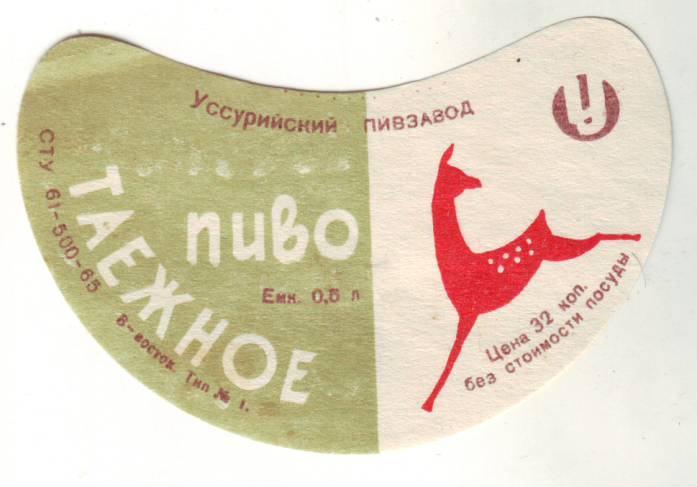 Уссурийский пивзавод
СТУ 61-500-65
ТАЕЖНОЕ
пиво
Емк. 0,5 л
В-восток. Тип № 1.
Цена 32 коп.
без стоимости посуды